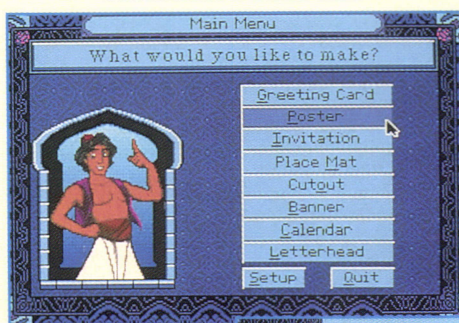 Main Menu
What would you like to make?
Greeting Card
Poster
Invitation
Place Mat
Cutout
Banner
Calendar
Letterhead
Setup Quit